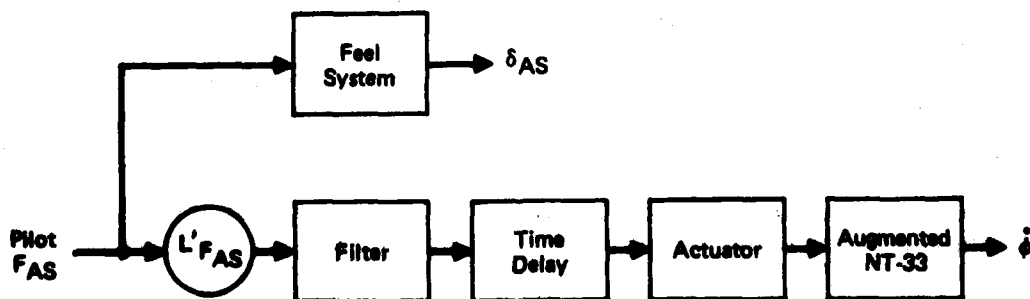 Feel
System
δAS
Pilot
FAS
L'FAS
Filter
Time
Delay
Actuator
Augmented
NT-33
ϕ̇